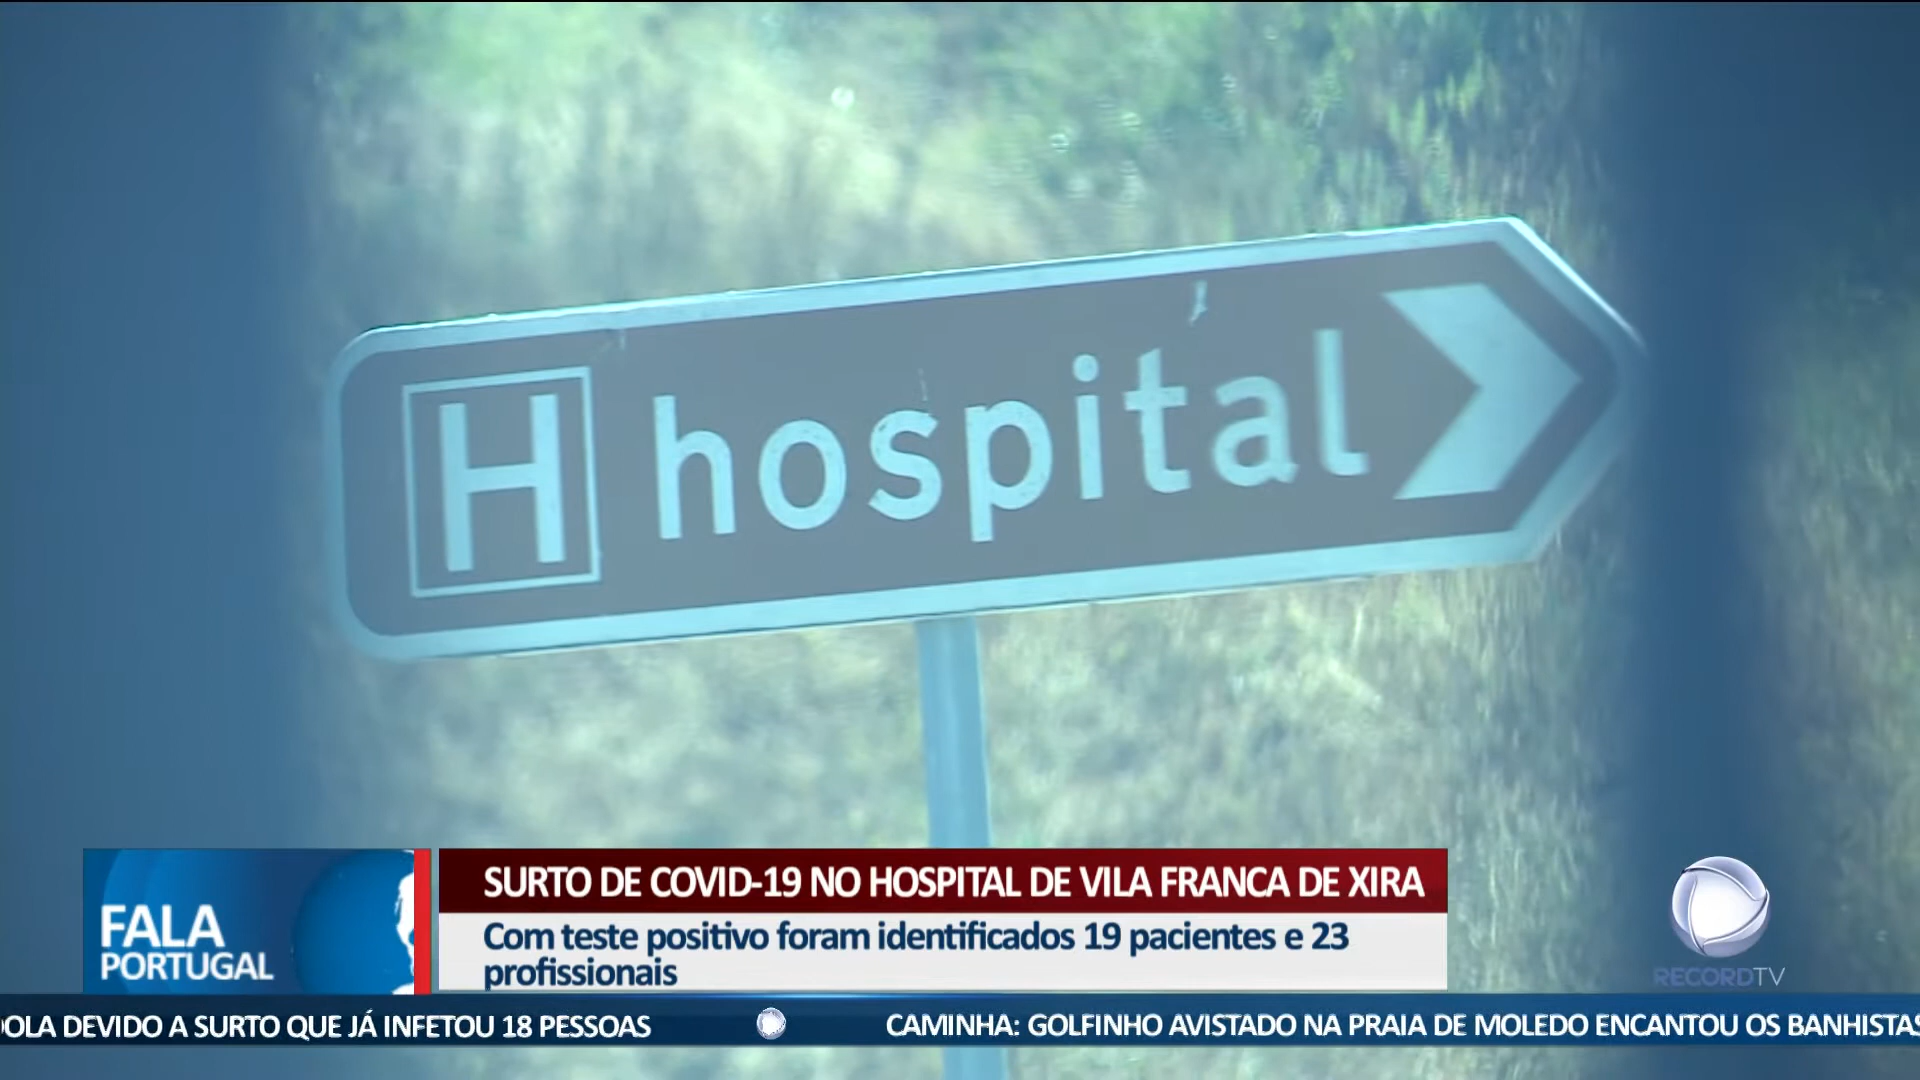 H hospital
SURTO DE COVID-19 NO HOSPITAL DE VILA FRANCA DE XIRA
Com teste positivo foram identificados 19 pacientes e 23
profissionais
FALA
PORTUGAL
RECORDTV
DEVIDO A SURTO QUE JÁ INFETOU 18 PESSOAS
CAMINHA: GOLFINHO AVISTADO NA PRAIA DE MOLEDO ENCANTOU OS BANHISTAS